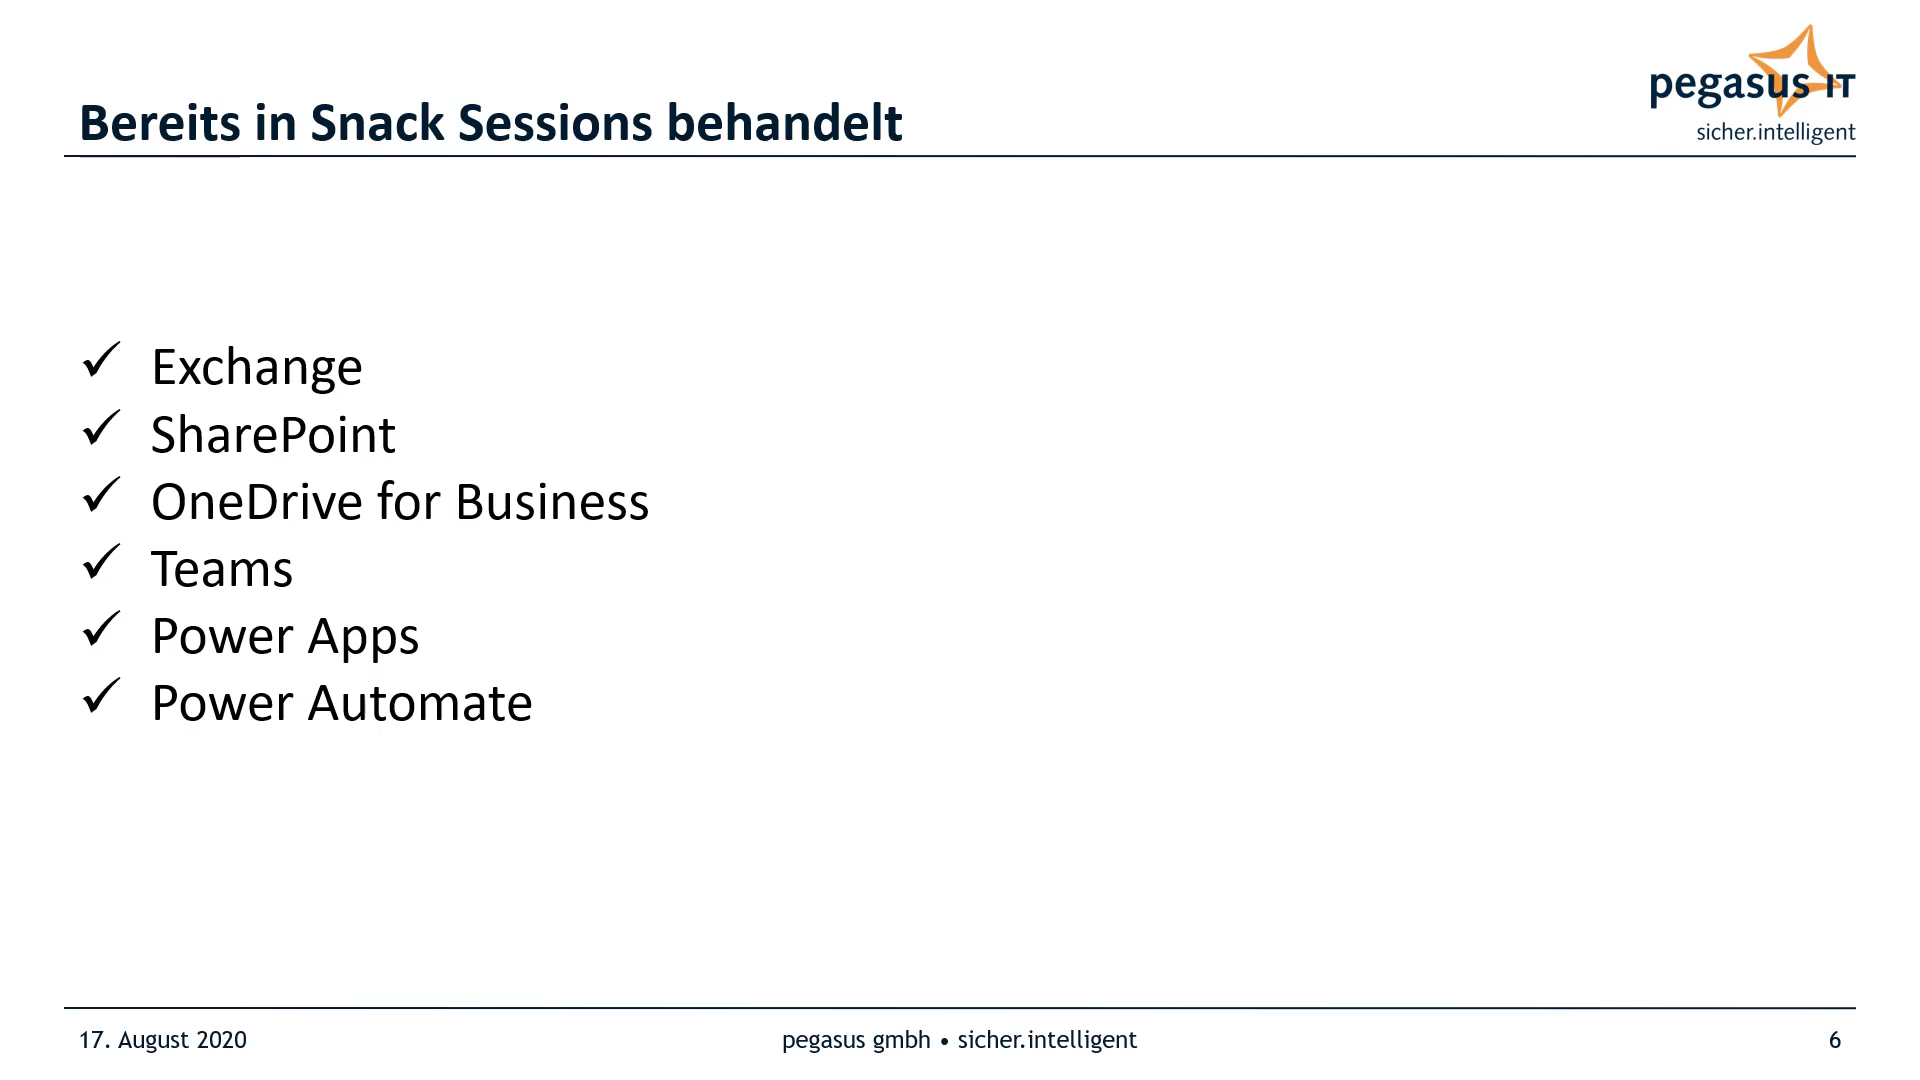 Bereits in Snack Sessions behandelt
pegasus IT
sicher.intelligent
✓ Exchange
✓ SharePoint
✓ OneDrive for Business
✓ Teams
✓ Power Apps
✓ Power Automate
17. August 2020
pegasus gmbh • sicher.intelligent
6